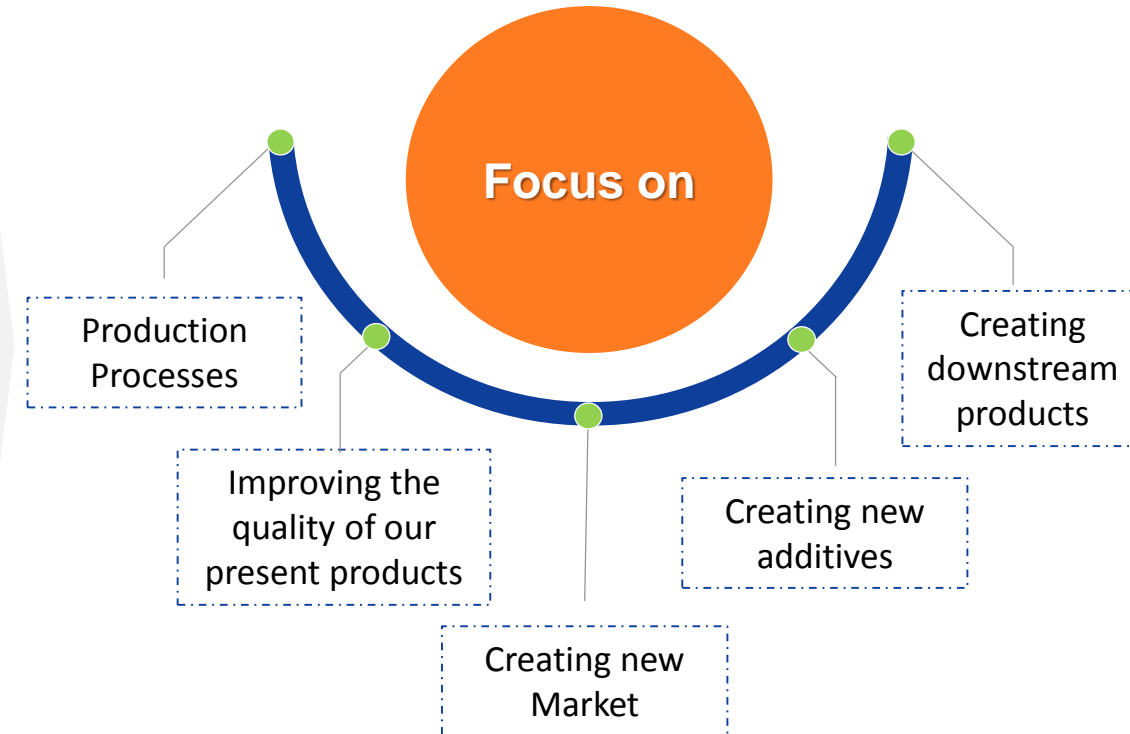 Focus on
Production
Processes
Improving the
quality of our
present products
Creating new
Market
Creating new
additives
Creating
downstream
products